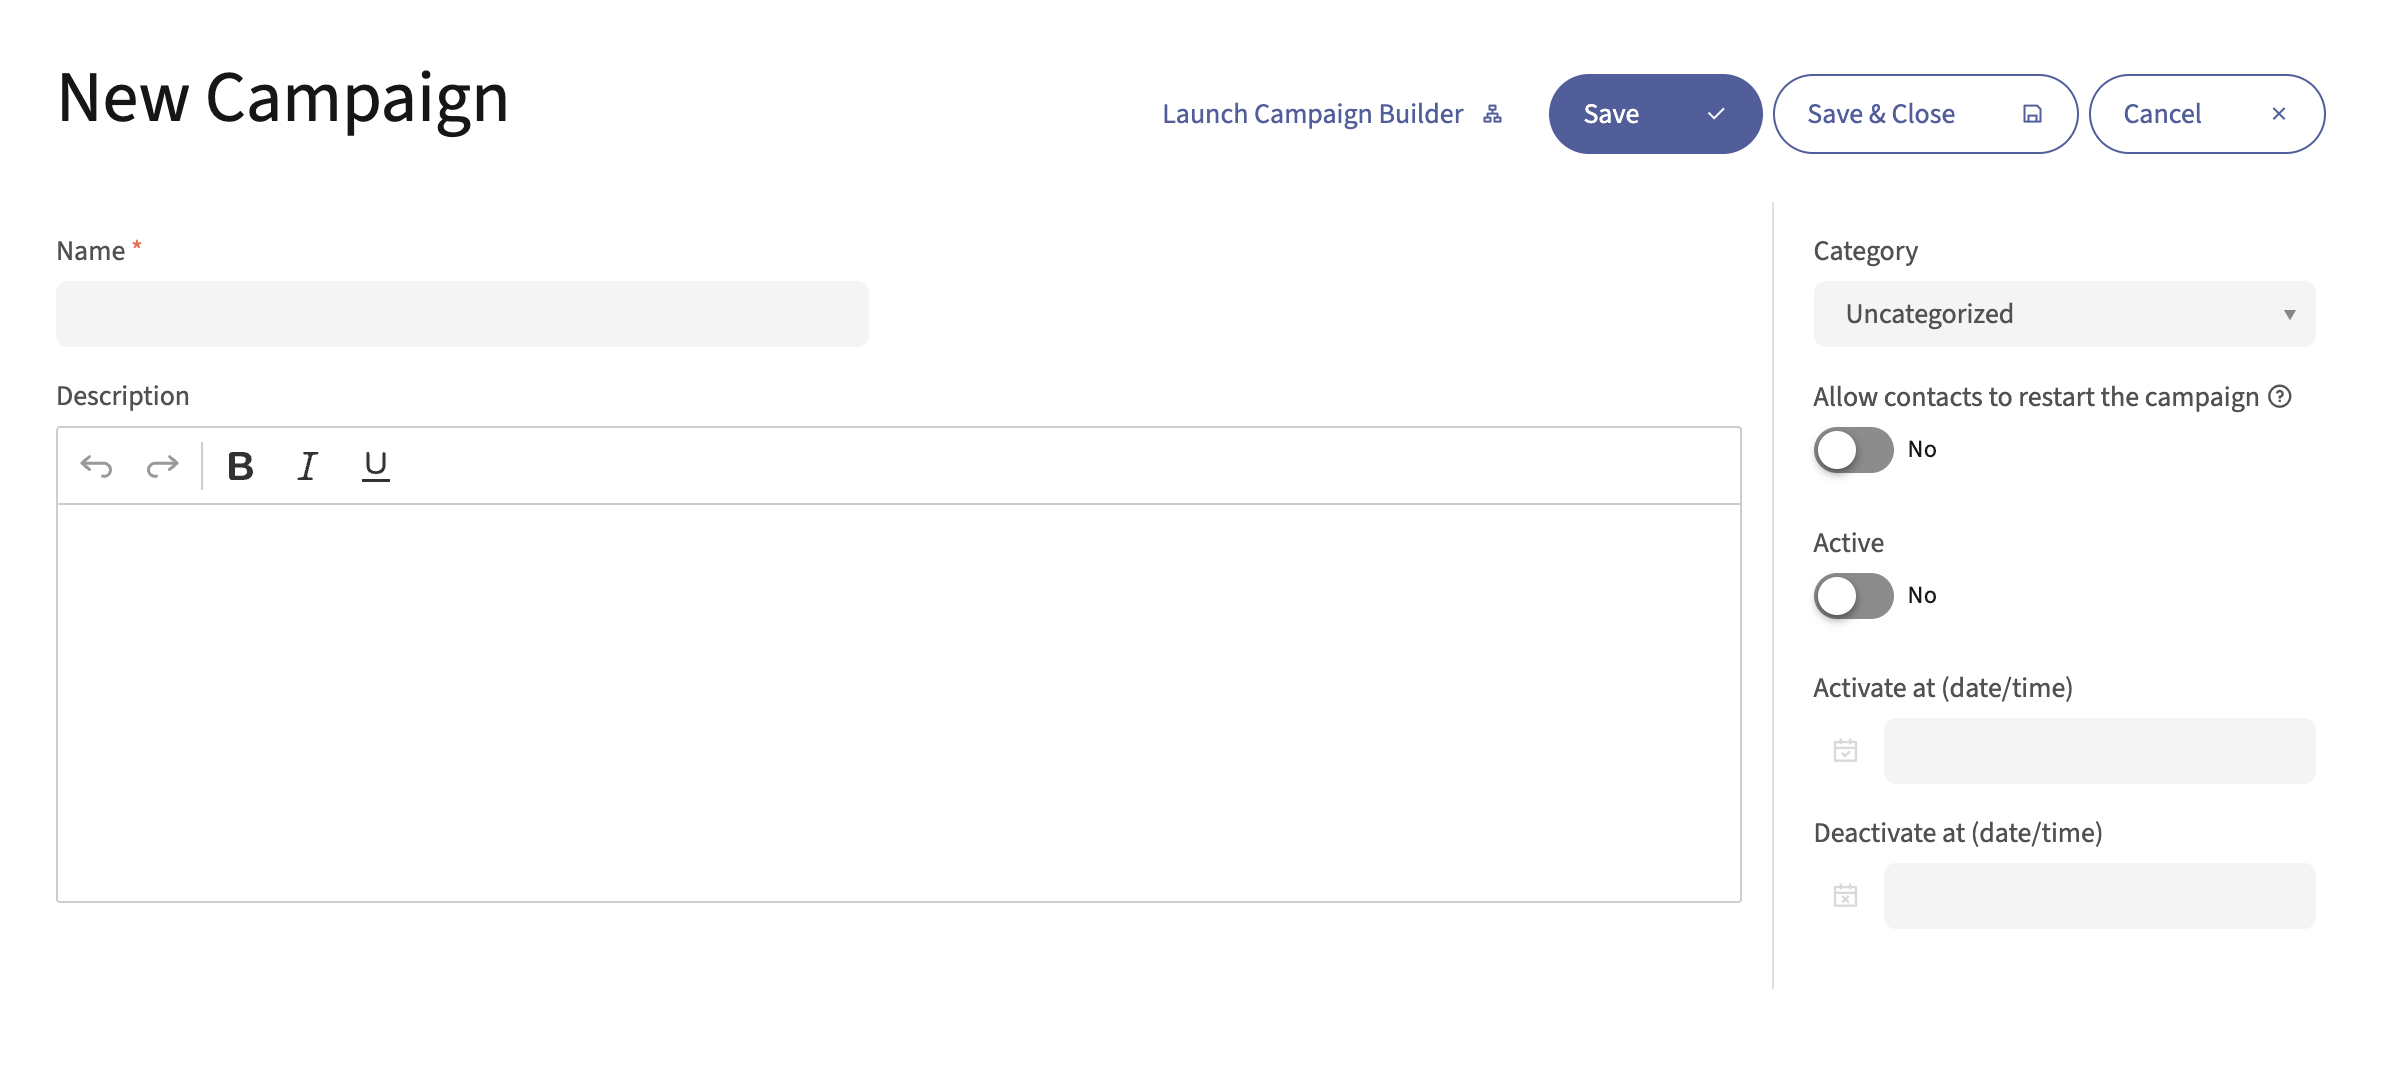 New Campaign
Launch Campaign Builder
Save
Save & Close
Cancel
Name *
Description
B I U
Category
Uncategorized
Allow contacts to restart the campaign
No
Active
No
Activate at (date/time)
Deactivate at (date/time)